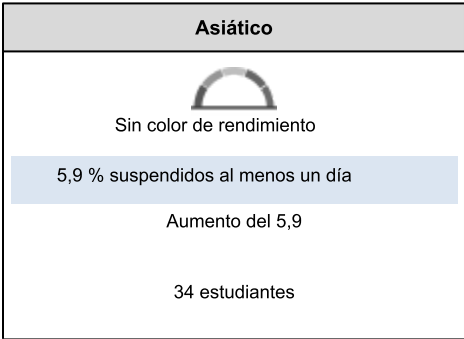 Asiático
Sin color de rendimiento
5,9 % suspendidos al menos un día
Aumento del 5,9
34 estudiantes